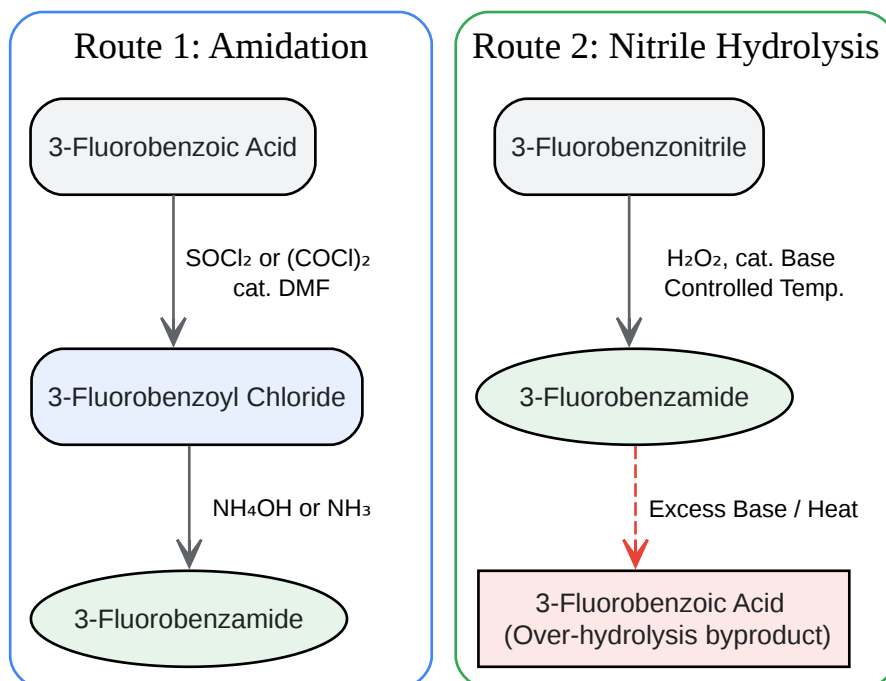 Route 1: Amidation
3-Fluorobenzoic Acid
SOCl₂ or (COCl)₂
cat. DMF
3-Fluorobenzoyl Chloride
NH₄OH or NH₃
3-Fluorobenzamide
Route 2: Nitrile Hydrolysis
3-Fluorobenzonitrile
H₂O₂, cat. Base
Controlled Temp.
3-Fluorobenzamide
Excess Base / Heat
3-Fluorobenzoic Acid
(Over-hydrolysis byproduct)